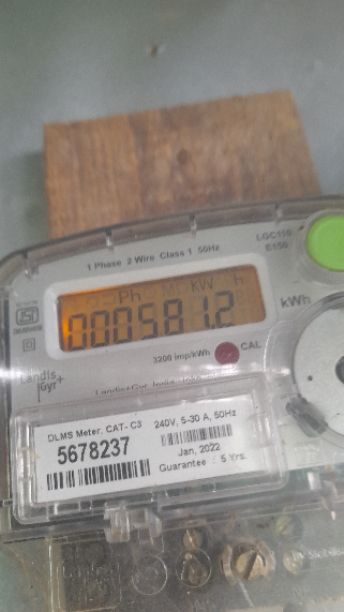 LGC110
E150
1 Phase 2 Wire Class 1 50Hz
Ph KW h
000581.2
kWh
3200 imp/kWh CAL
Landis+
Gyr
DLMS Meter, CAT- C3 240V, 5-30 A, 50Hz
5678237
Jan, 2022
Guarantee : 5 Yrs.